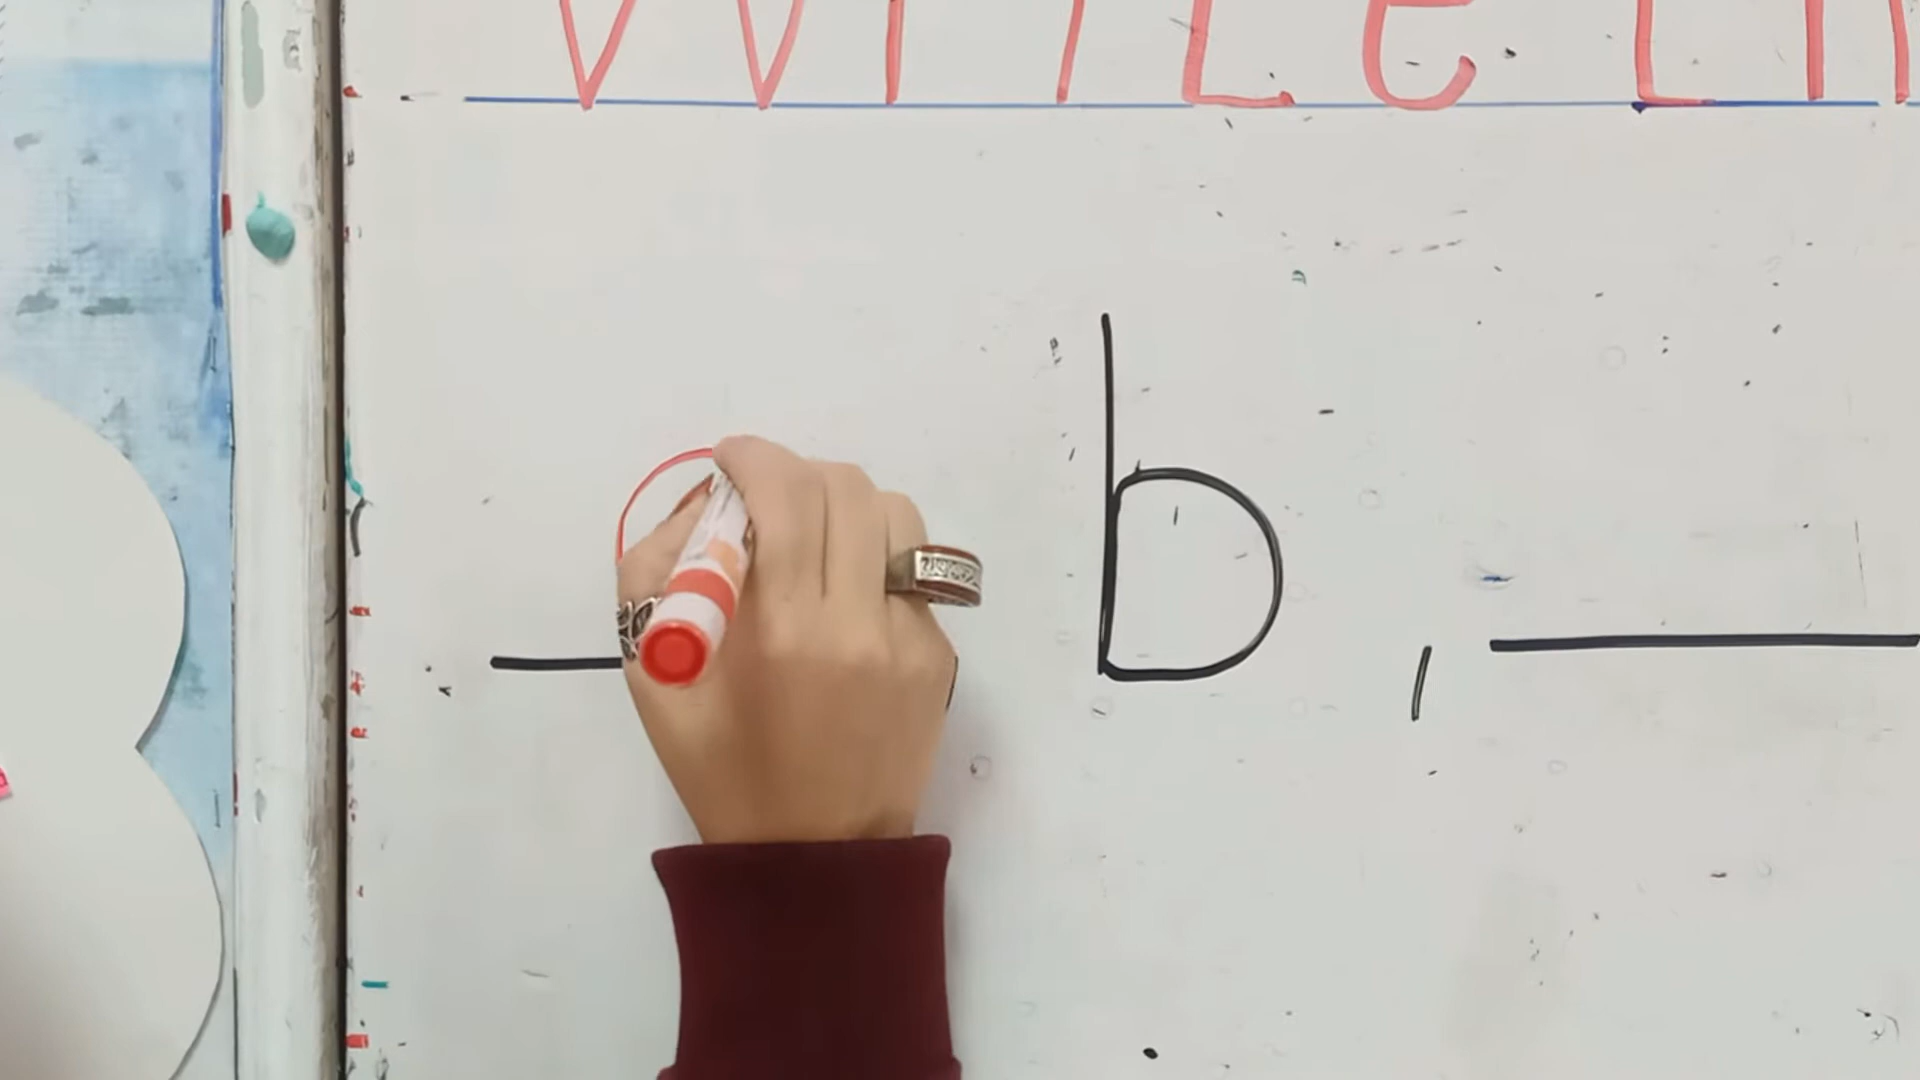 Write th
b, _